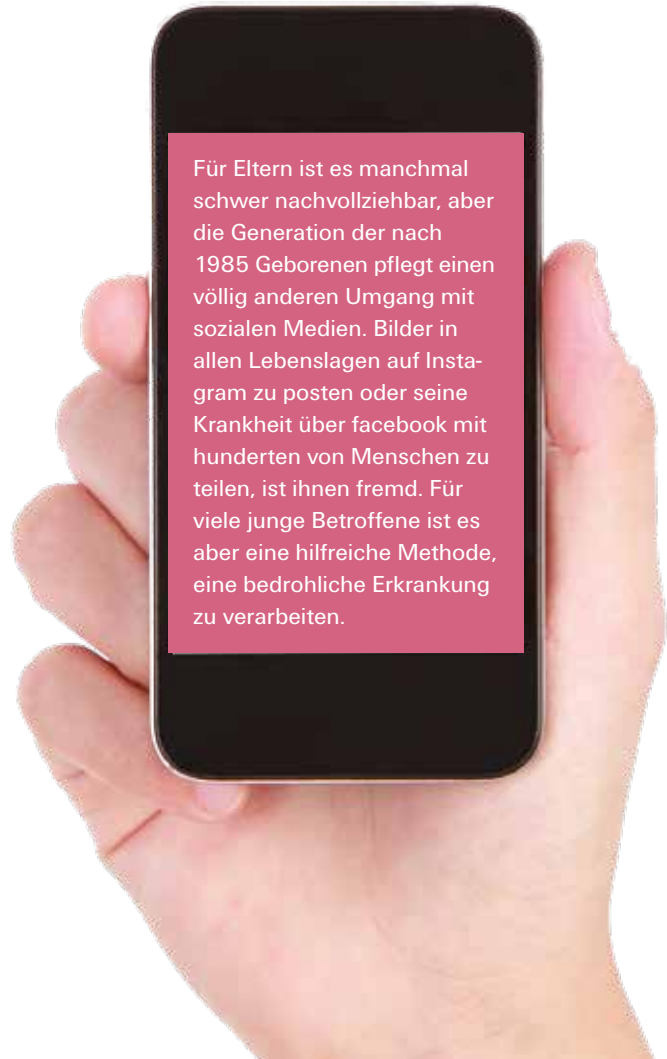 Für Eltern ist es manchmal
schwer nachvollziehbar, aber
die Generation der nach
1985 Geborenen pflegt einen
völlig anderen Umgang mit
sozialen Medien. Bilder in
allen Lebenslagen auf Insta-
gram zu posten oder seine
Krankheit über facebook mit
hunderten von Menschen zu
teilen, ist ihnen fremd. Für
viele junge Betroffene ist es
aber eine hilfreiche Methode,
eine bedrohliche Erkrankung
zu verarbeiten.